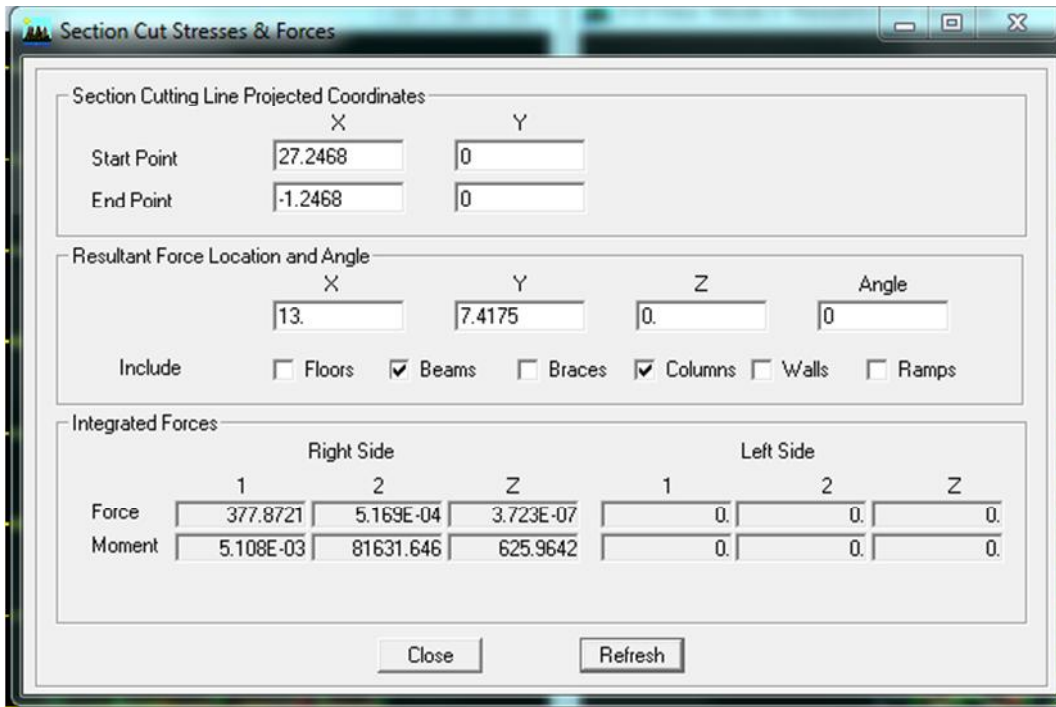 Section Cut Stresses & Forces
Section Cutting Line Projected Coordinates
X Y
Start Point 27.2468 0
End Point -1.2468 0
Resultant Force Location and Angle
X Y Z Angle
13. 7.4175 0. 0
Include Floors Beams Braces Columns Walls Ramps
Integrated Forces
Right Side Left Side
1 2 Z 1 2 Z
Force 377.8721 5.169E-04 3.723E-07 0. 0. 0.
Moment 5.108E-03 81631.646 625.9642 0. 0. 0.
Close Refresh